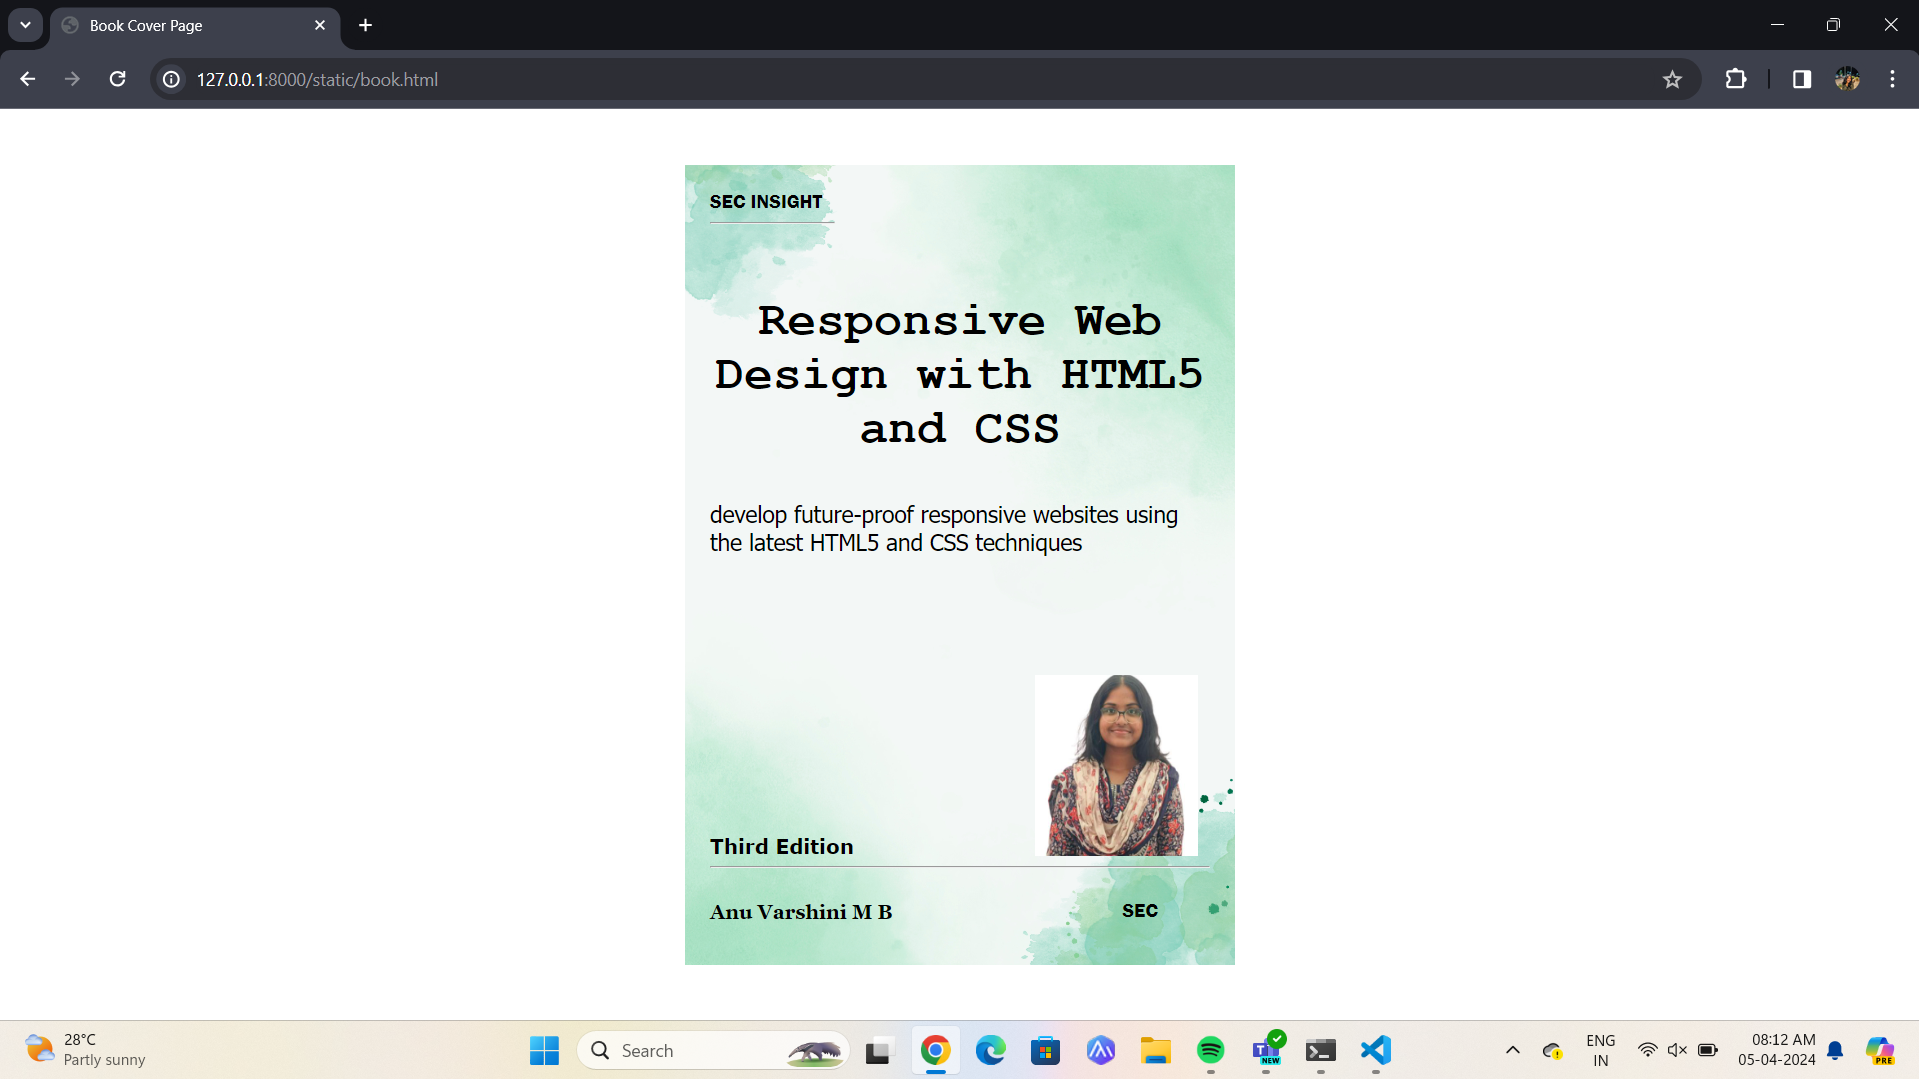 Book Cover Page
127.0.0.1:8000/static/book.html
SEC INSIGHT
Responsive Web
Design with HTML5
and CSS
develop future-proof responsive websites using
the latest HTML5 and CSS techniques
Third Edition
Anu Varshini M B
SEC
28°C
Partly sunny
Search
NEW
ENG
IN
08:12 AM
05-04-2024
PRE